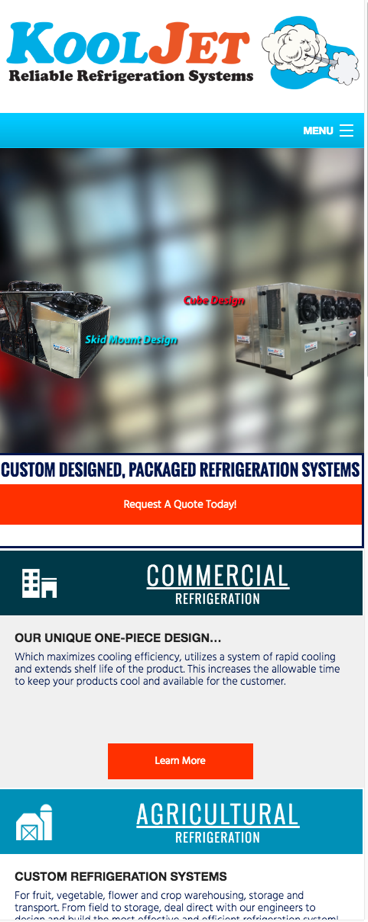 KOOLJET
Reliable Refrigeration Systems
MENU
Cube Design
Skid Mount Design
CUSTOM DESIGNED, PACKAGED REFRIGERATION SYSTEMS
Request A Quote Today!
COMMERCIAL
REFRIGERATION
OUR UNIQUE ONE-PIECE DESIGN...
Which maximizes cooling efficiency, utilizes a system of rapid cooling
and extends shelf life of the product. This increases the allowable time
to keep your products cool and available for the customer.
Learn More
AGRICULTURAL
REFRIGERATION
CUSTOM REFRIGERATION SYSTEMS
For fruit, vegetable, flower and crop warehousing, storage and
transport. From field to storage, deal direct with our engineers to
design and build the most effective and efficient refrigeration system!